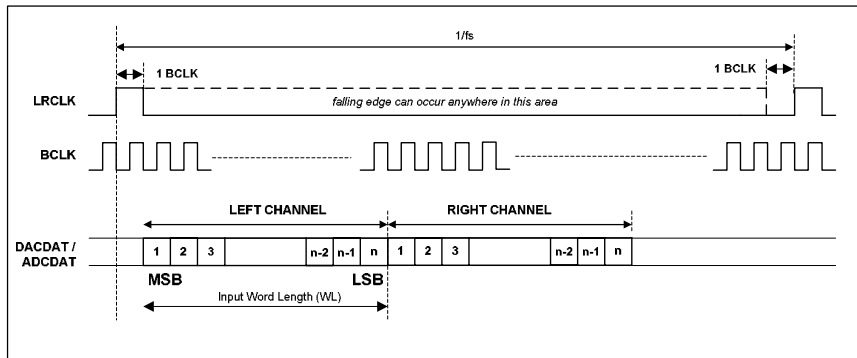 1/fs
1 BCLK
1 BCLK
LRCLK
falling edge can occur anywhere in this area
BCLK
LEFT CHANNEL
RIGHT CHANNEL
DACDAT /
ADCDAT
1 2 3 n-2 n-1 n 1 2 3 n-2 n-1 n
MSB
LSB
Input Word Length (WL)